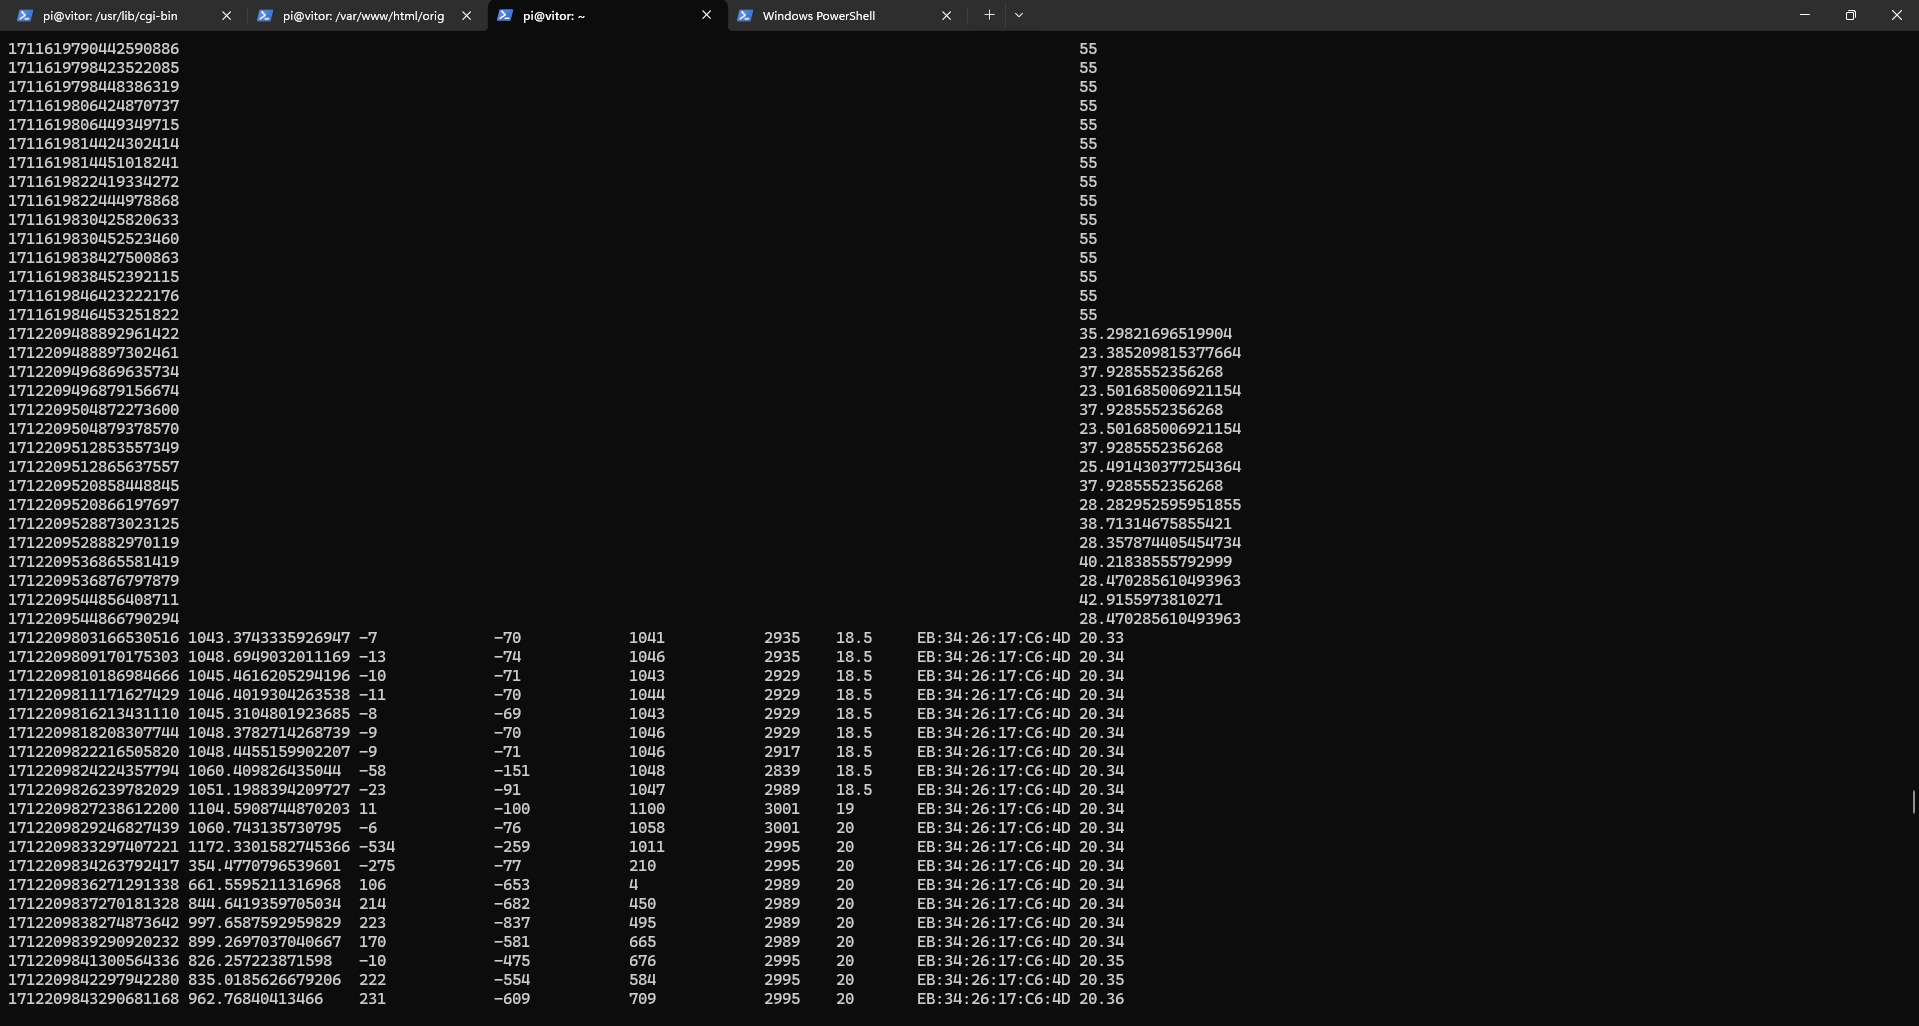 pi@vitor: /usr/lib/cgi-bin pi@vitor: /var/www/html/orig pi@vitor: ~ Windows PowerShell
1711619790442590886 55
1711619798423522085 55
1711619798448386319 55
1711619806424870737 55
1711619806449349715 55
1711619814424302414 55
1711619814451018241 55
1711619822419334272 55
1711619822444978868 55
1711619830425820633 55
1711619830452523460 55
1711619838427500863 55
1711619838452392115 55
1711619846423222176 55
1711619846453251822 55
1712209488892961422 35.29821696519904
1712209488897302461 23.385209815377664
1712209496869635734 37.9285552356268
1712209496879156674 23.501685006921154
1712209504872273600 37.9285552356268
1712209504879378570 23.501685006921154
1712209512853557349 37.9285552356268
1712209512865637557 25.491430377254364
1712209520858448845 37.9285552356268
1712209520866197697 28.282952595951855
1712209528873023125 38.71314675855421
1712209528882970119 28.357874405454734
1712209536865581419 40.21838555792999
1712209536876797879 28.470285610493963
1712209544856408711 42.9155973810271
1712209544866790294 28.470285610493963
1712209803166530516 1043.3743335926947 -7 -70 1041 2935 18.5 EB:34:26:17:C6:4D 20.33
1712209809170175303 1048.6949032011169 -13 -74 1046 2935 18.5 EB:34:26:17:C6:4D 20.34
1712209810186984666 1045.4616205294196 -10 -71 1043 2929 18.5 EB:34:26:17:C6:4D 20.34
1712209811171627429 1046.4019304263538 -11 -70 1044 2929 18.5 EB:34:26:17:C6:4D 20.34
1712209816213431110 1045.3104801923685 -8 -69 1043 2929 18.5 EB:34:26:17:C6:4D 20.34
1712209818208307744 1048.3782714268739 -9 -70 1046 2929 18.5 EB:34:26:17:C6:4D 20.34
1712209822216505820 1048.4455159902207 -9 -71 1046 2917 18.5 EB:34:26:17:C6:4D 20.34
1712209824224357794 1060.409826435044 -58 -151 1048 2839 18.5 EB:34:26:17:C6:4D 20.34
1712209826239782029 1051.1988394209727 -23 -91 1047 2989 18.5 EB:34:26:17:C6:4D 20.34
1712209827238612200 1104.5908744870203 11 -100 1100 3001 19 EB:34:26:17:C6:4D 20.34
1712209829246827439 1060.743135730795 -6 -76 1058 3001 20 EB:34:26:17:C6:4D 20.34
1712209833297407221 1172.3301582745366 -534 -259 1011 2995 20 EB:34:26:17:C6:4D 20.34
1712209834263792417 354.4770796539601 -275 -77 210 2995 20 EB:34:26:17:C6:4D 20.34
1712209836271291338 661.5595211316968 106 -653 4 2989 20 EB:34:26:17:C6:4D 20.34
1712209837270181328 844.6419359705034 214 -682 450 2989 20 EB:34:26:17:C6:4D 20.34
1712209838274873642 997.6587592959829 223 -837 495 2989 20 EB:34:26:17:C6:4D 20.34
1712209839290920232 899.2697037040667 170 -581 665 2989 20 EB:34:26:17:C6:4D 20.34
1712209841300564336 826.257223871598 -10 -475 676 2995 20 EB:34:26:17:C6:4D 20.35
1712209842297942280 835.0185626679206 222 -554 584 2995 20 EB:34:26:17:C6:4D 20.35
1712209843290681168 962.76840413466 231 -609 709 2995 20 EB:34:26:17:C6:4D 20.36